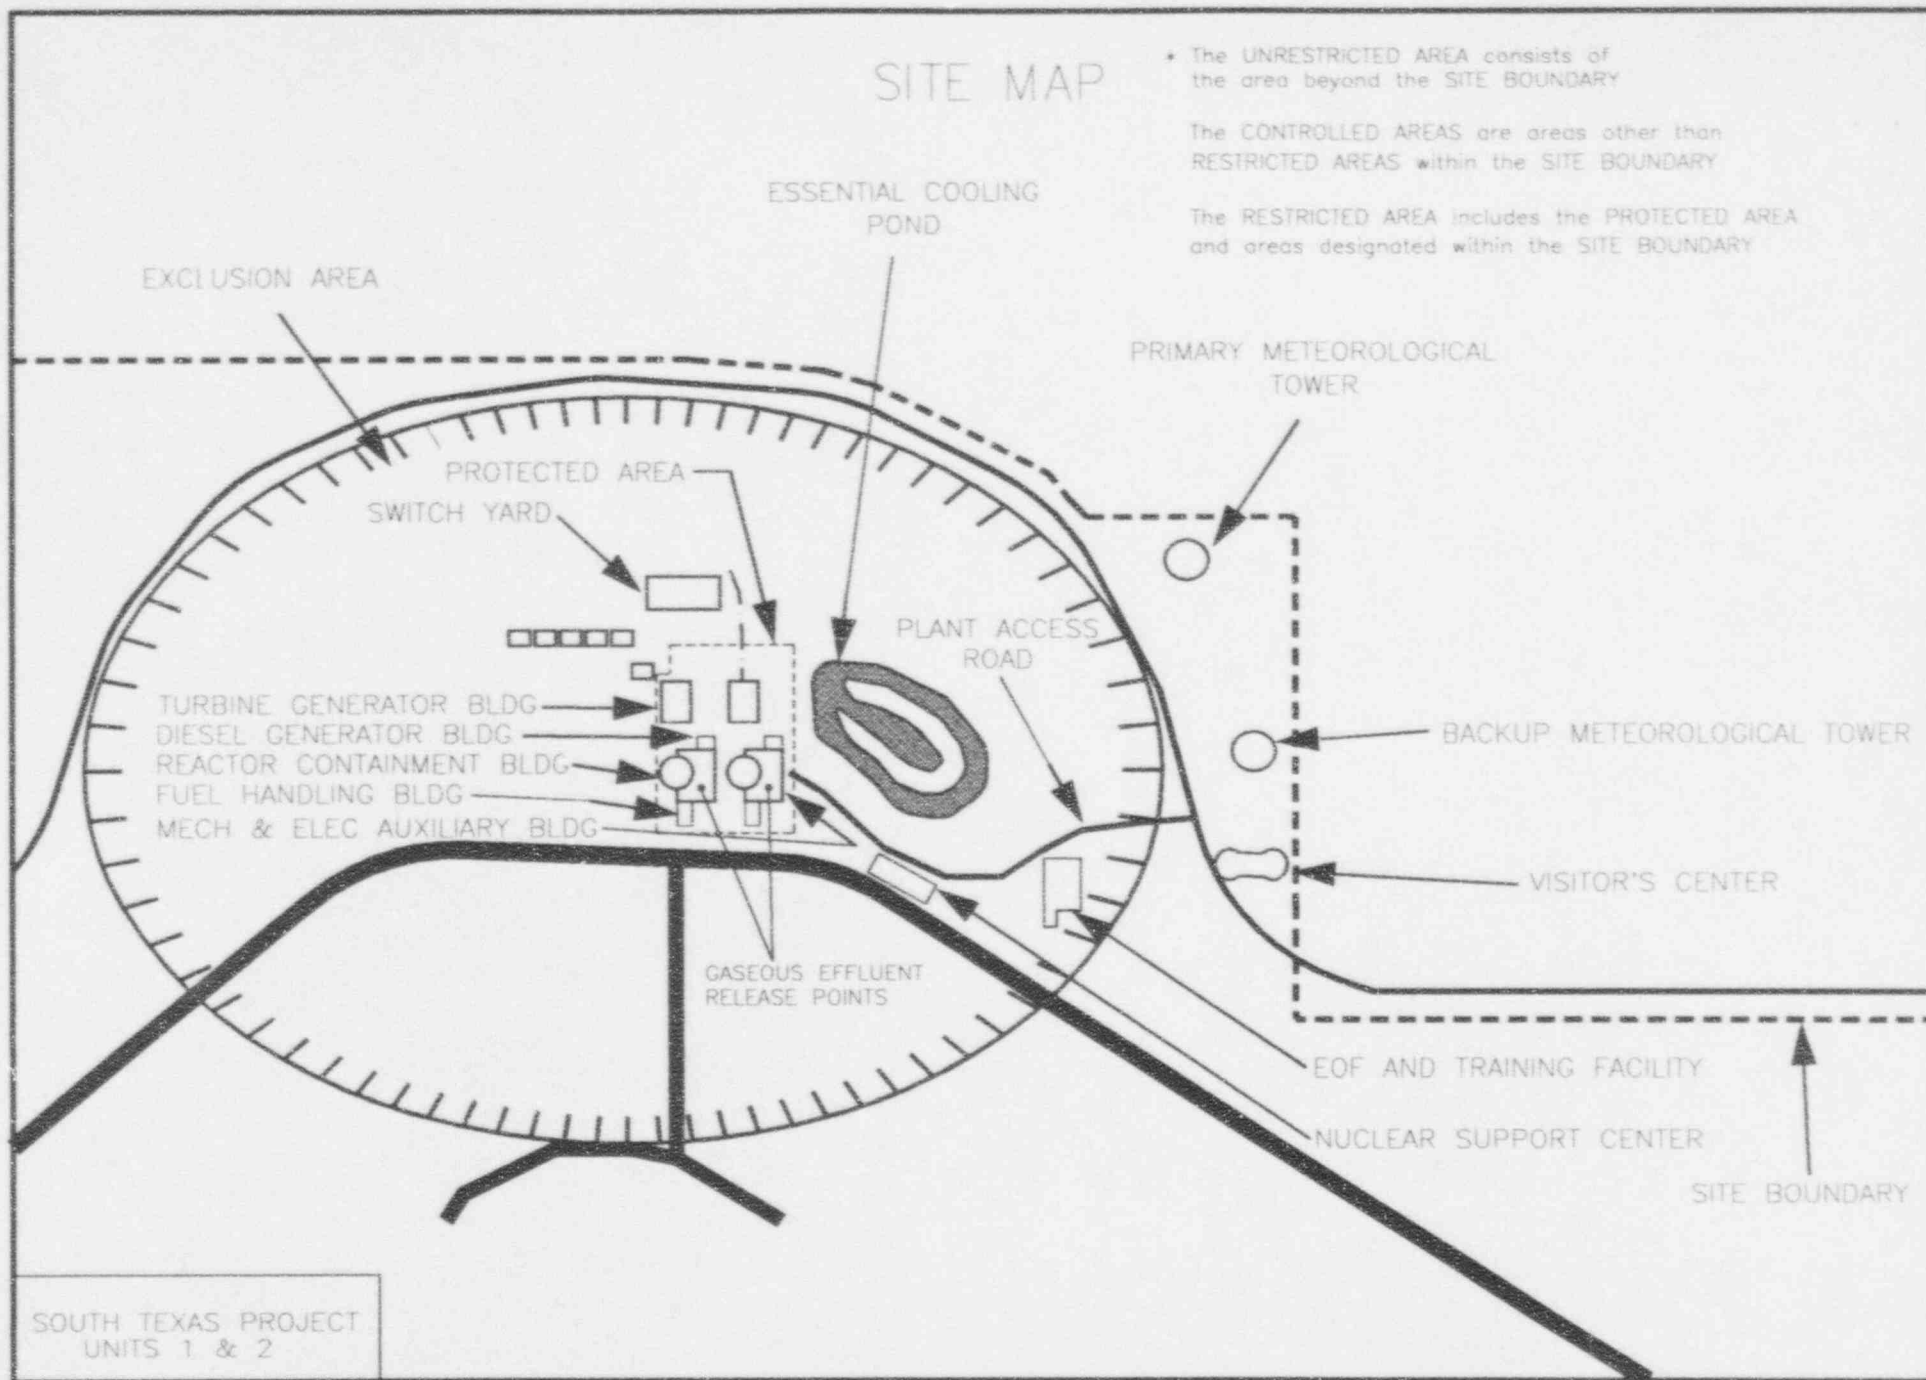 SITE MAP
* The UNRESTRICTED AREA consists of
the area beyond the SITE BOUNDARY
The CONTROLLED AREAS are areas other than
RESTRICTED AREAS within the SITE BOUNDARY
The RESTRICTED AREA includes the PROTECTED AREA
and areas designated within the SITE BOUNDARY
ESSENTIAL COOLING
POND
EXCLUSION AREA
PRIMARY METEOROLOGICAL
TOWER
PROTECTED AREA
SWITCH YARD
PLANT ACCESS
ROAD
TURBINE GENERATOR BLDG
DIESEL GENERATOR BLDG
REACTOR CONTAINMENT BLDG
FUEL HANDLING BLDG
MECH & ELEC AUXILIARY BLDG
BACKUP METEOROLOGICAL TOWER
VISITOR'S CENTER
GASEOUS EFFLUENT
RELEASE POINTS
EOF AND TRAINING FACILITY
NUCLEAR SUPPORT CENTER
SITE BOUNDARY
SOUTH TEXAS PROJECT
UNITS 1 & 2